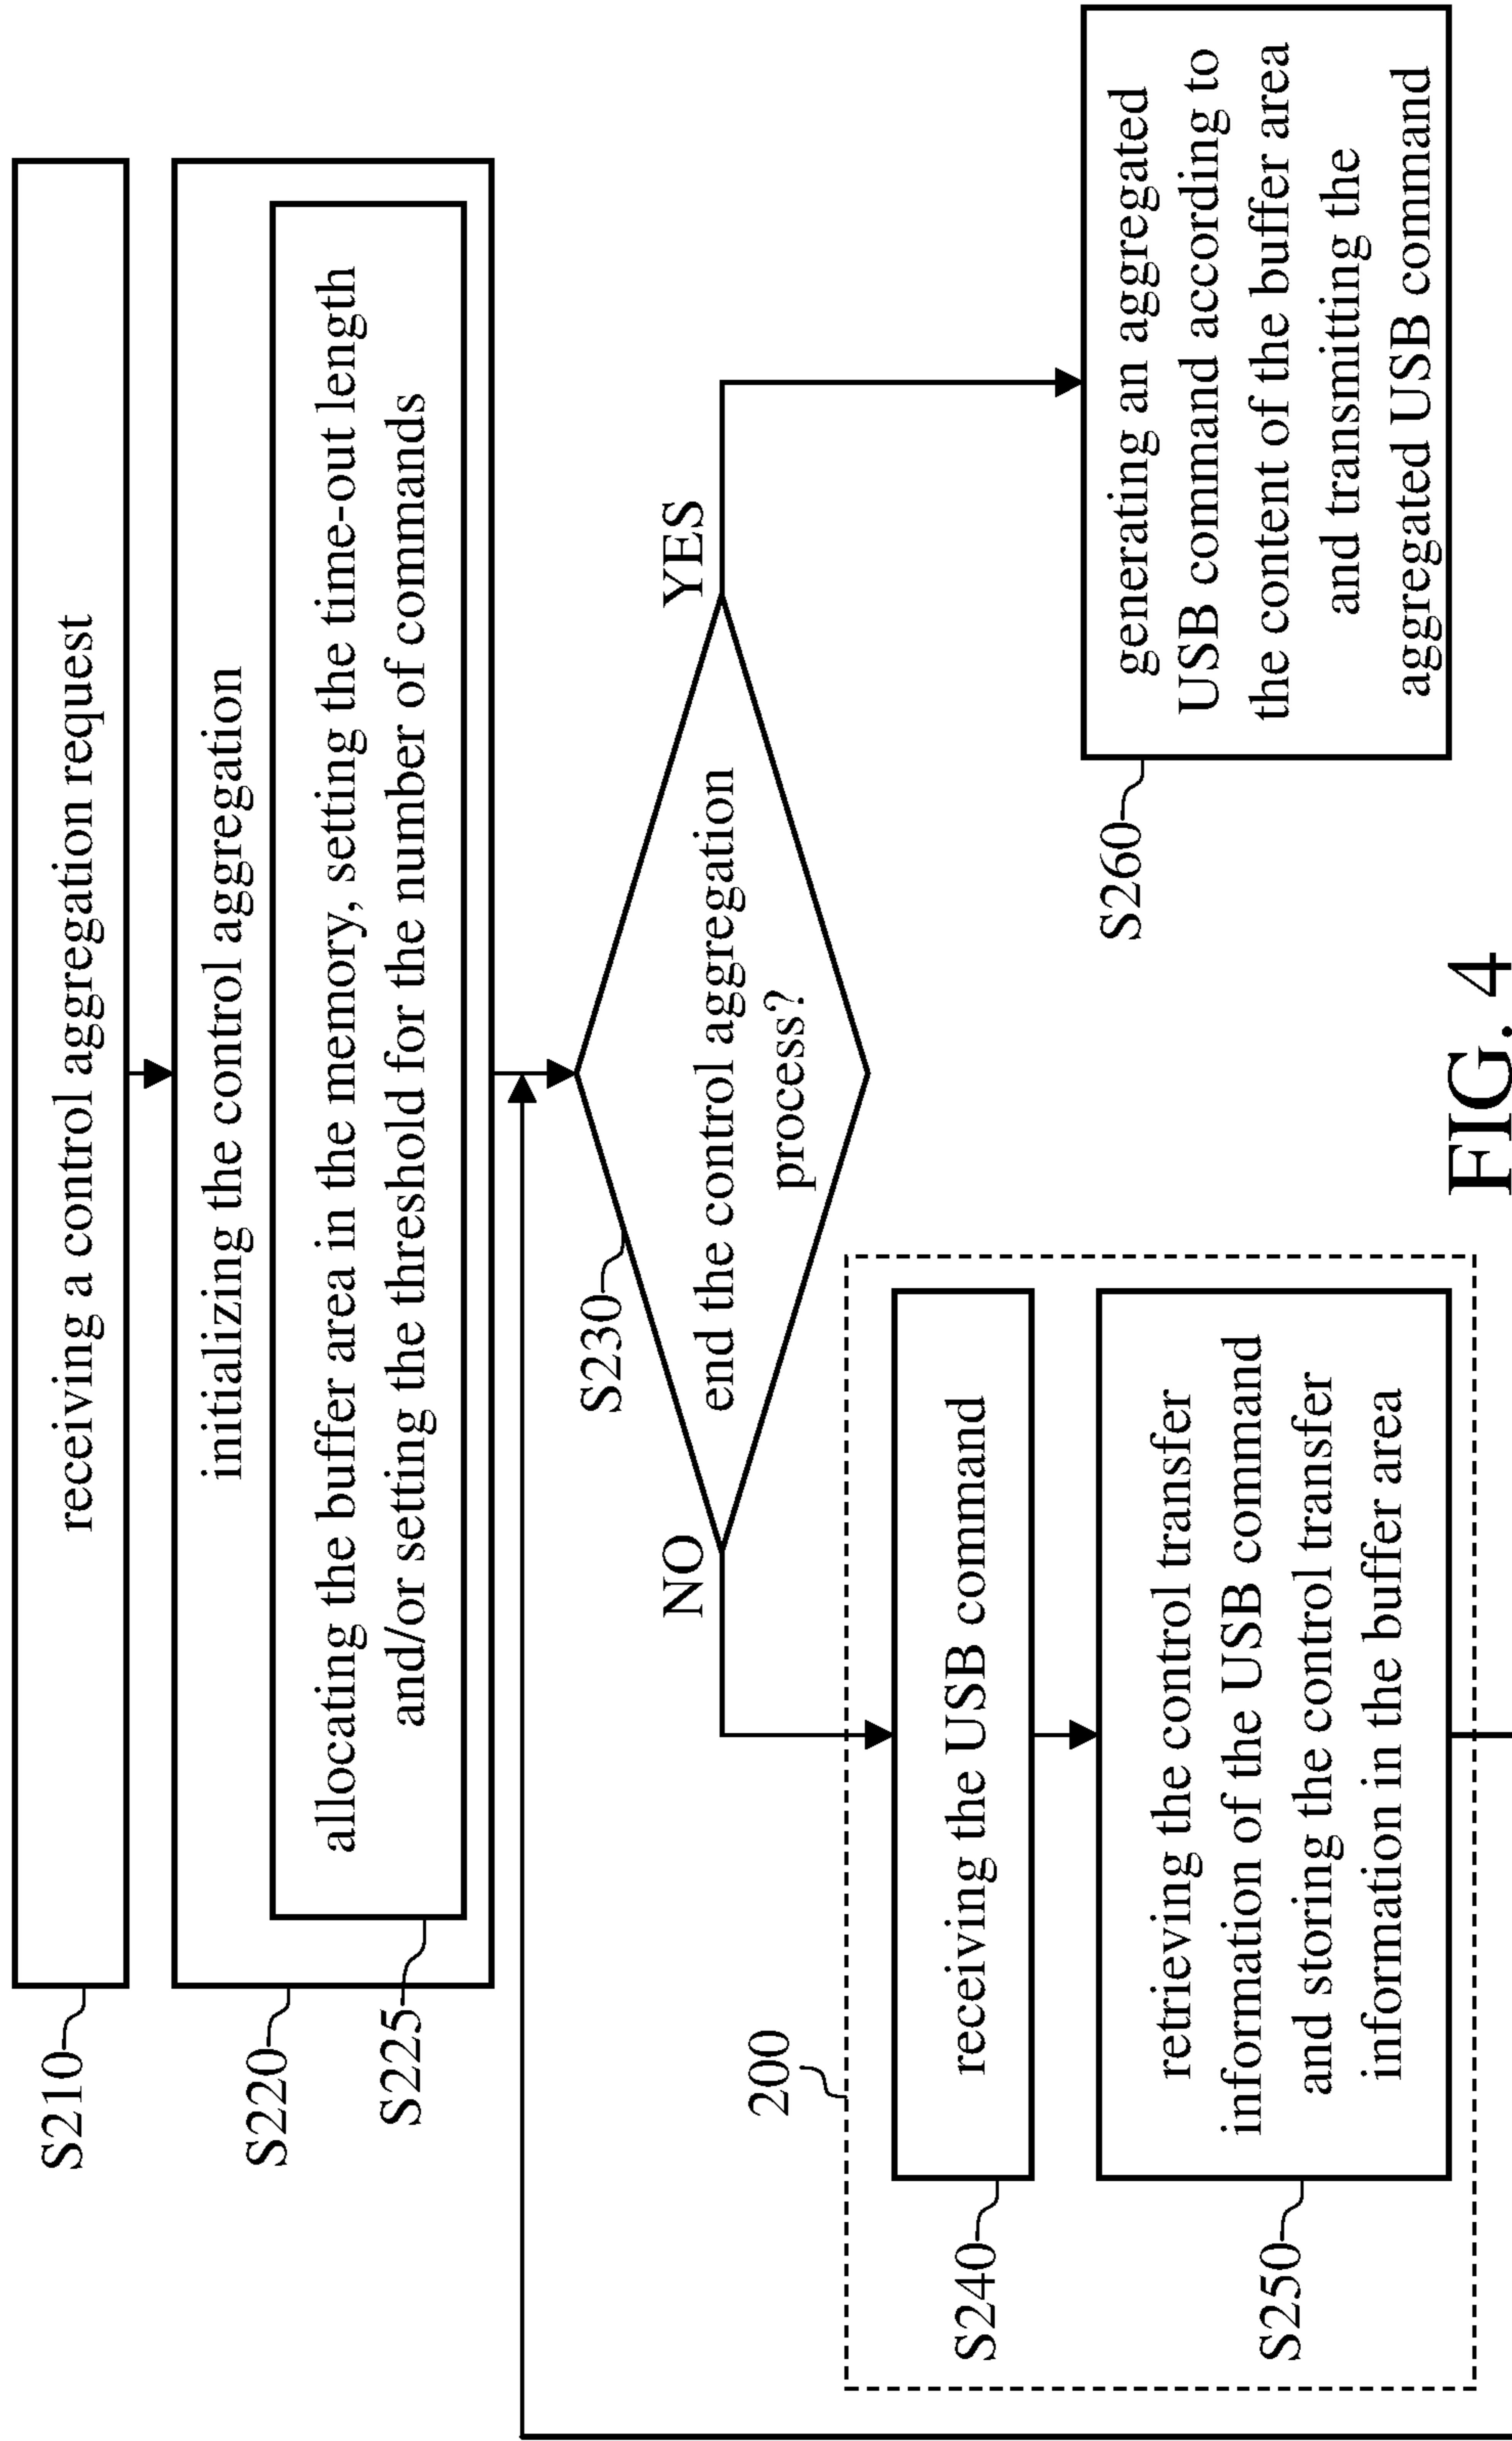 S210
receiving a control aggregation request
S220
initializing the control aggregation
S225
allocating the buffer area in the memory, setting the time-out length
and/or setting the threshold for the number of commands
S230
end the control aggregation
process?
NO
YES
200
S240
receiving the USB command
S250
retrieving the control transfer
information of the USB command
and storing the control transfer
information in the buffer area
S260
generating an aggregated
USB command according to
the content of the buffer area
and transmitting the
aggregated USB command
FIG. 4